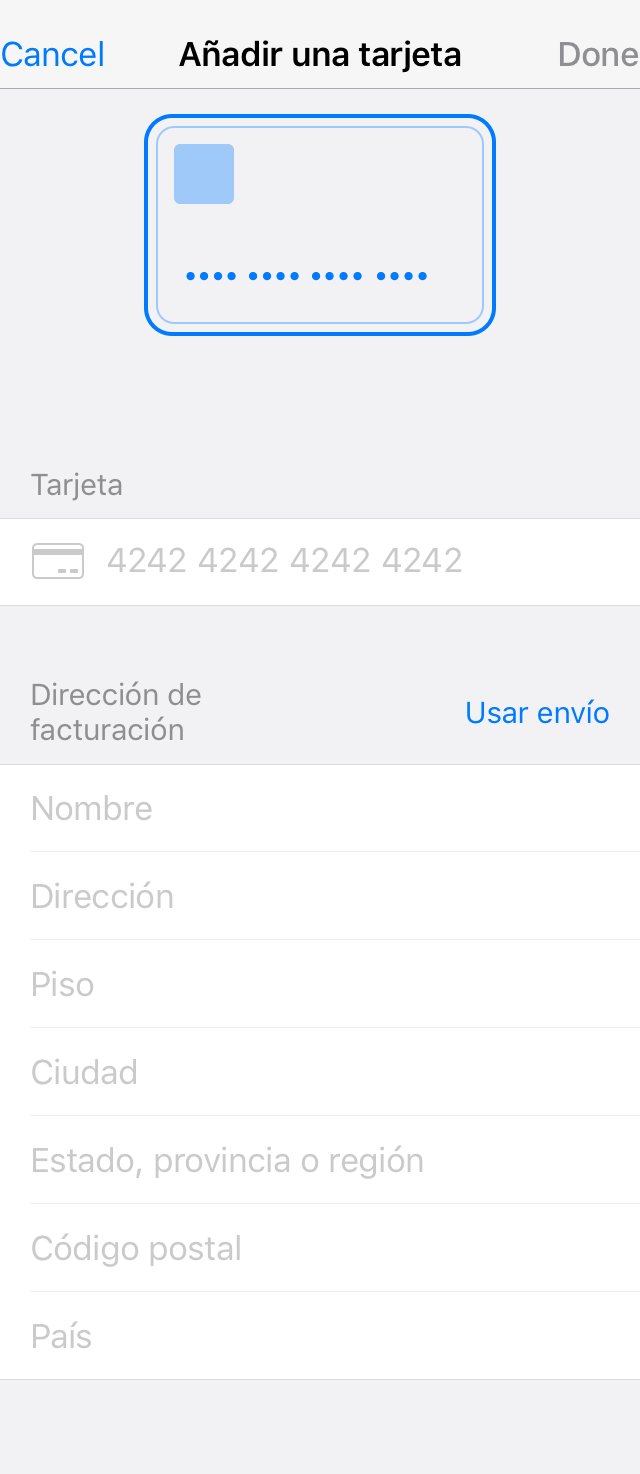 Cancel Añadir una tarjeta Done
•••• •••• •••• ••••
Tarjeta
4242 4242 4242 4242
Dirección de
facturación
Usar envío
Nombre
Dirección
Piso
Ciudad
Estado, provincia o región
Código postal
País